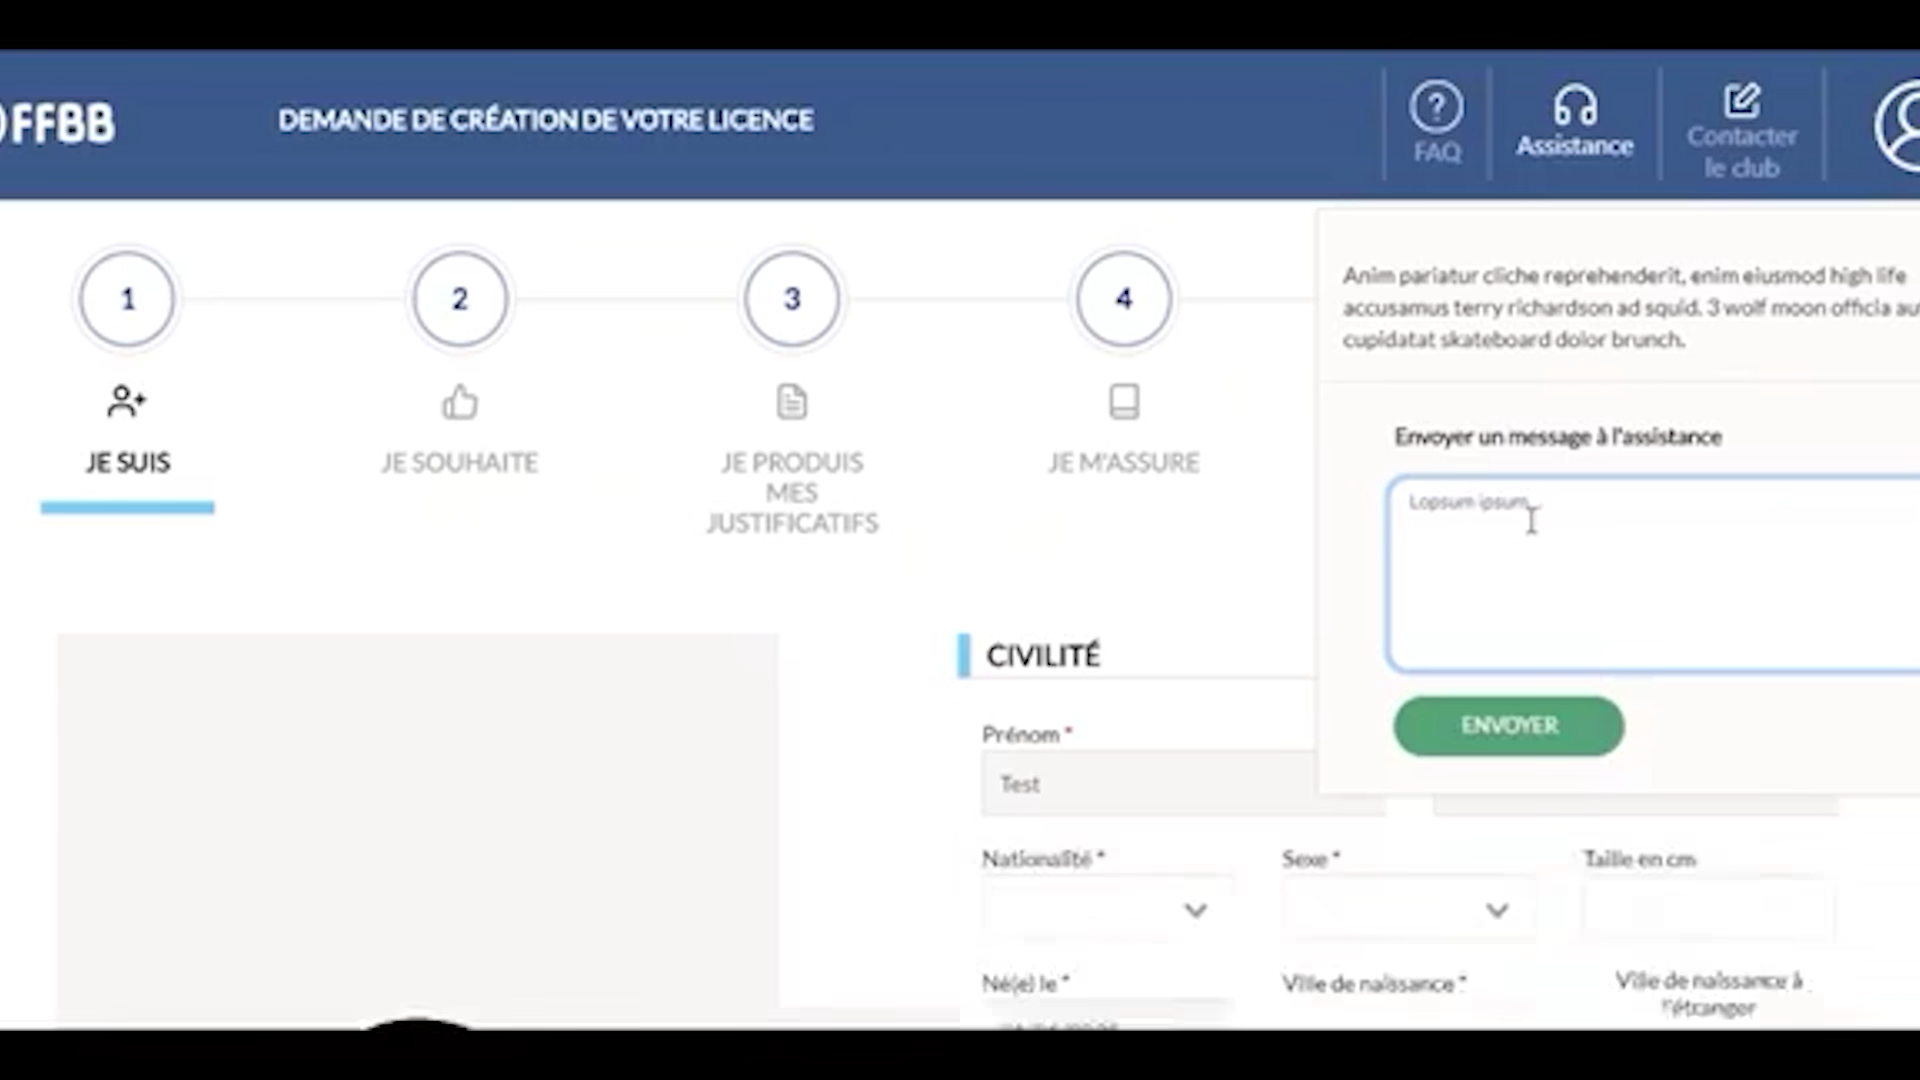 FFBB
DEMANDE DE CRÉATION DE VOTRE LICENCE
?
FAQ
Assistance
Contacter
le club
1
2
3
4
JE SUIS
JE SOUHAITE
JE PRODUIS
MES
JUSTIFICATIFS
JE M'ASSURE
Anim pariatur cliche reprehenderit, enim eiusmod high life
accusamus terry richardson ad squid. 3 wolf moon officia
cupidatat skateboard dolor brunch.
Envoyer un message à l'assistance
Lopsum ipsum
ENVOYER
CIVILITÉ
Prénom *
Test
Nationalité *
Sexe *
Taille en cm
Né(e) le *
Ville de naissance *
Ville de naissance à
l'étranger